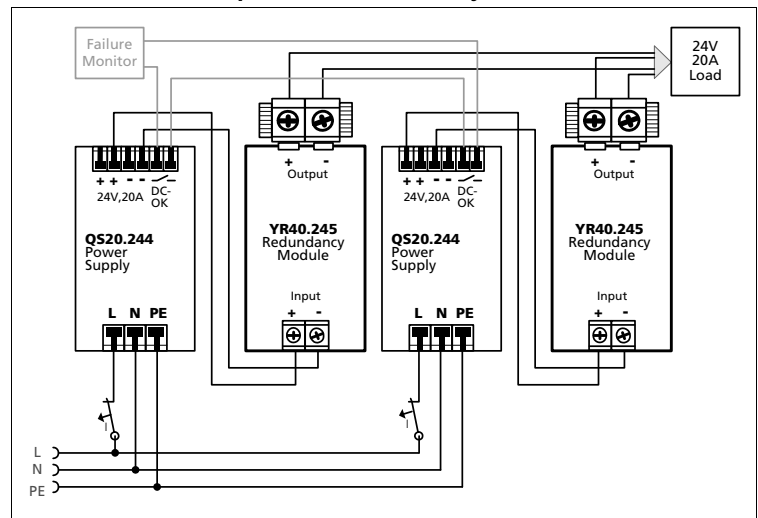 Failure
Monitor
24V
20A
Load
+ + - - DC-
24V,20A OK
QS20.244
Power
Supply
L N PE
+ -
Output
YR40.245
Redundancy
Module
Input
+ -
+ + - - DC-
24V,20A OK
QS20.244
Power
Supply
L N PE
+ -
Output
YR40.245
Redundancy
Module
Input
+ -
I
I
L
N
PE